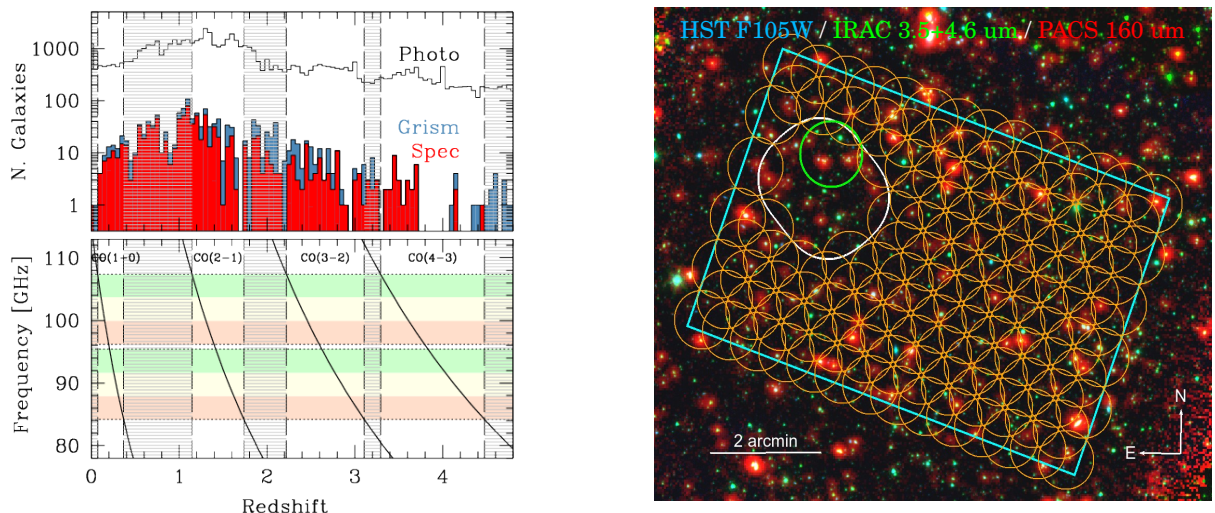 1000
100
10
1
N. Galaxies
Photo
Grism
Spec
110
100
90
80
Frequency [GHz]
CO(1-0)
CO(2-1)
CO(3-2)
CO(4-3)
0
1
2
3
4
Redshift
HST F105W / IRAC 3.5+4.6 um / PACS 160 um
2 arcmin
N
E